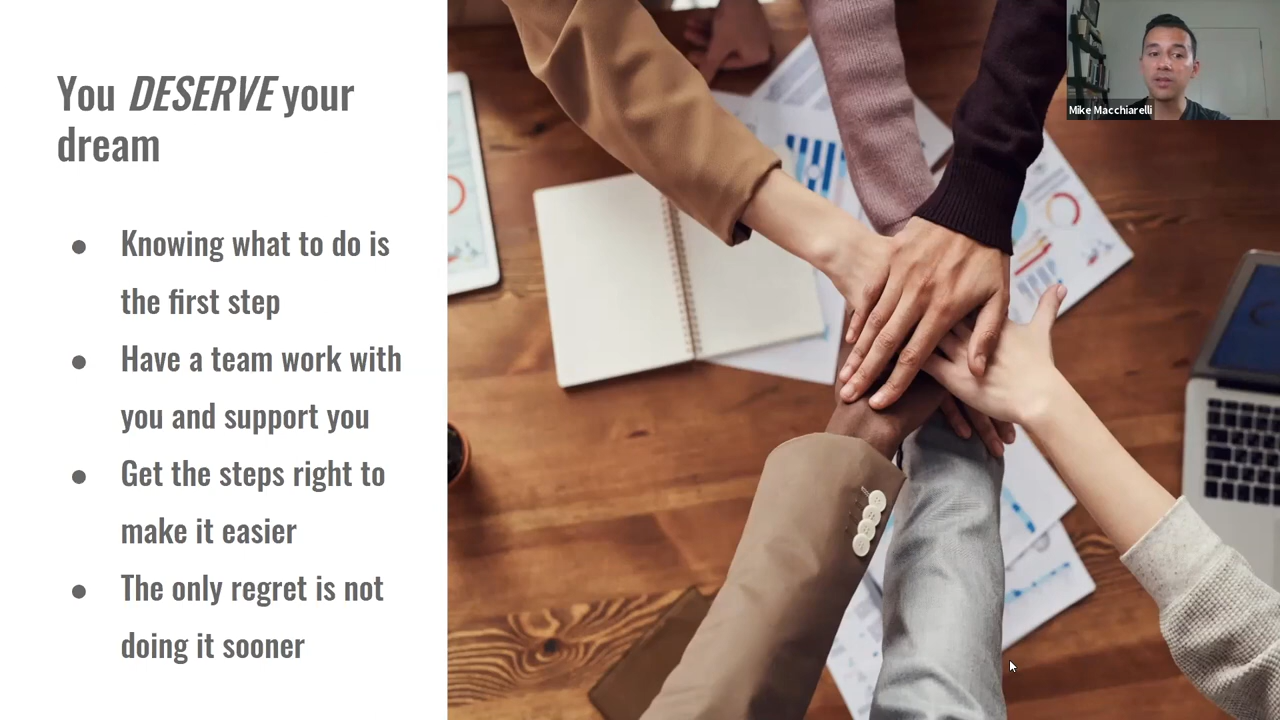 You DESERVE your
dream
● Knowing what to do is
the first step
● Have a team work with
you and support you
● Get the steps right to
make it easier
● The only regret is not
doing it sooner
Mike Macchiarelli